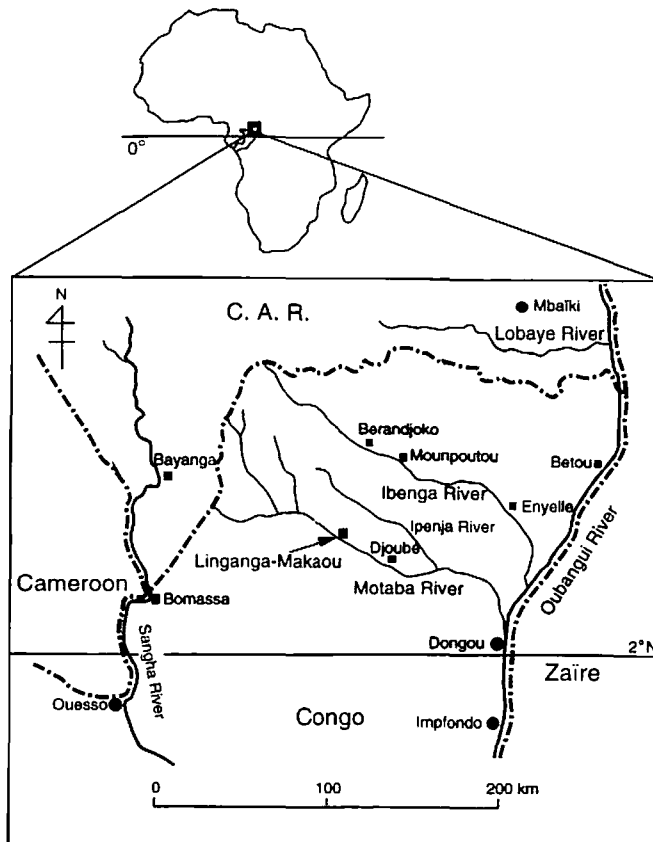 0°
N
C. A. R.
Mbaïki
Lobaye River
Berandjoko
Mounpoutou
Bayanga
Betou
Ibenga River
Enyelle
Ipenja River
Linganga-Makaou
Djoube
Oubangui River
Cameroon
Motaba River
Bomassa
Sangha River
Dongou
2°N
Zaïre
Ouesso
Congo
Impfondo
0 100 200 km